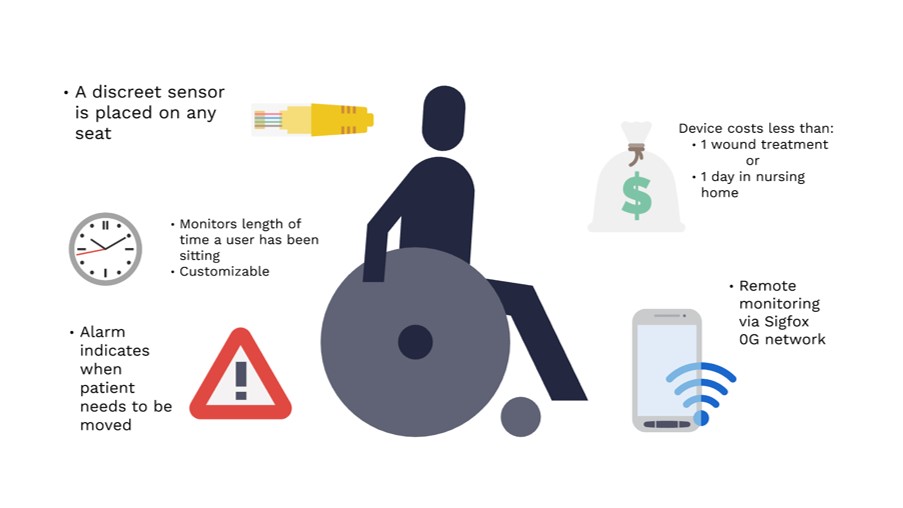 • A discreet sensor
is placed on any
seat
• Monitors length of
time a user has been
sitting
• Customizable
• Alarm
indicates
when
patient
needs to be
moved
$
Device costs less than:
• 1 wound treatment
or
• 1 day in nursing
home
• Remote
monitoring
via Sigfox
0G network